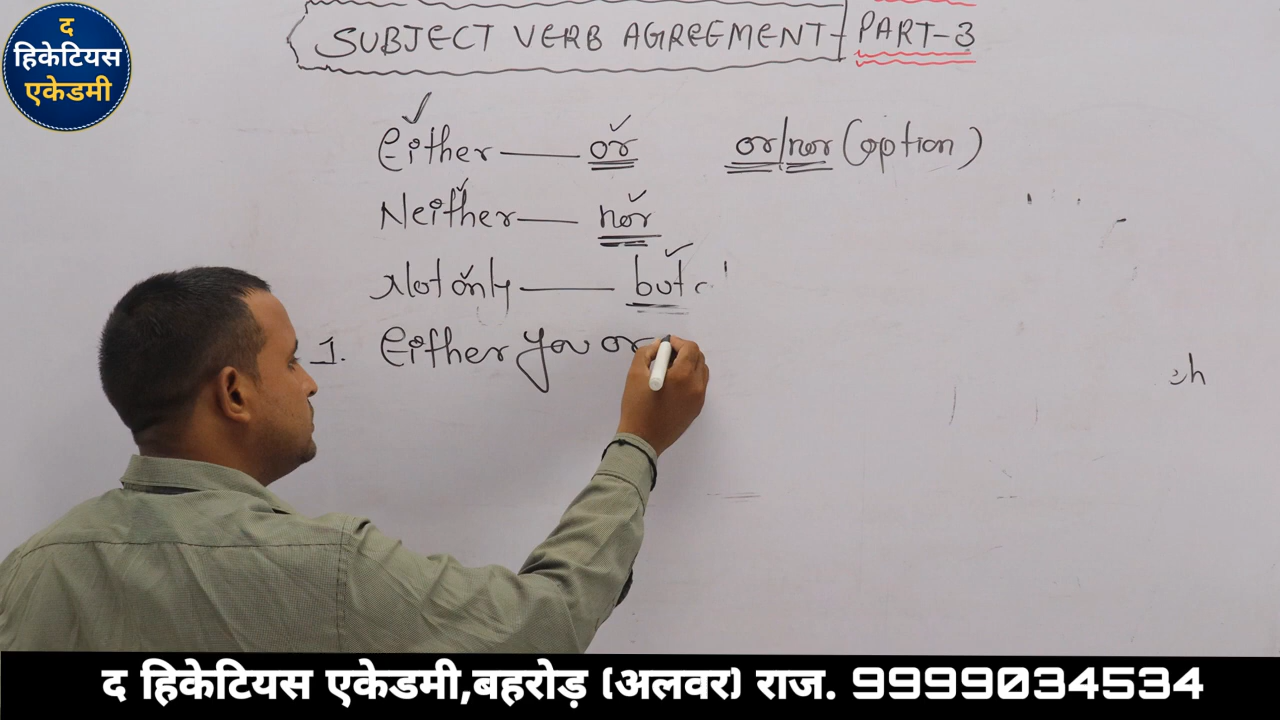 द
हिकेटियस
एकेडमी
SUBJECT VERB AGREEMENT - PART-3
Either — or or/nor (option)
Neither — nor
Not only — but
1. Either you or
द हिकेटियस एकेडमी,बहरोड़ (अलवर) राज. 9999034534